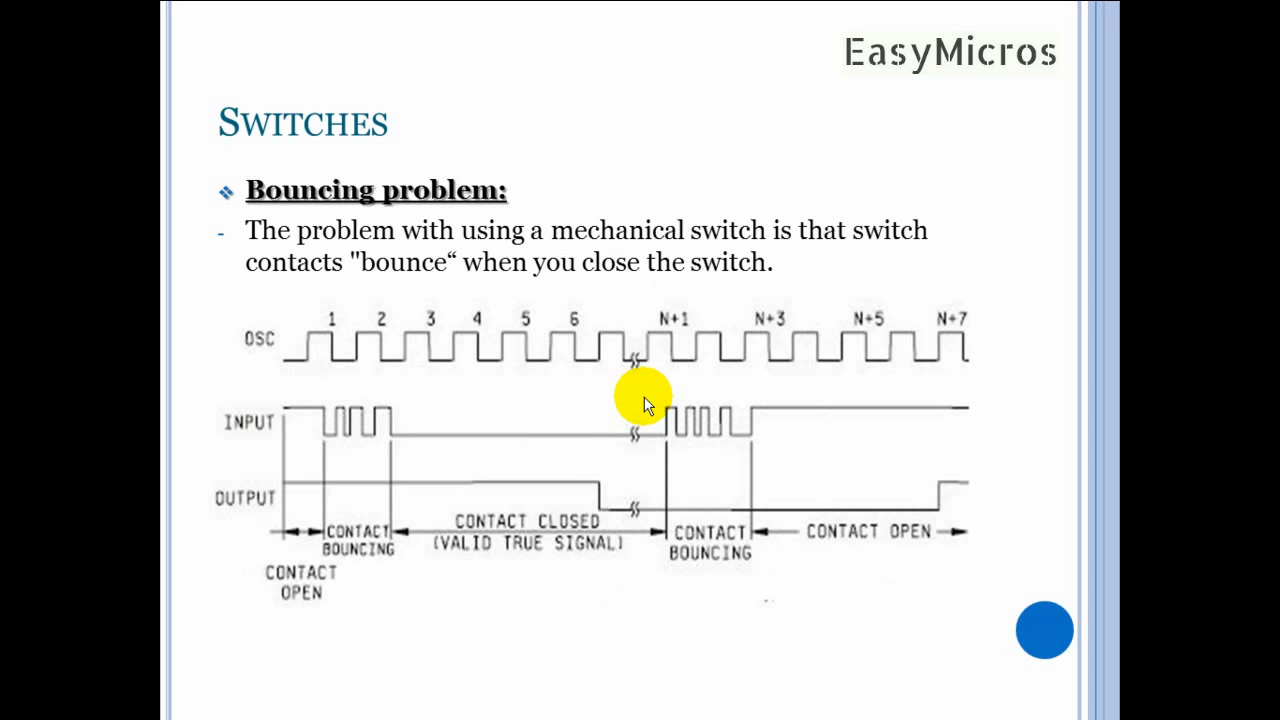 EasyMicros
SWITCHES
Bouncing problem:
- The problem with using a mechanical switch is that switch
contacts "bounce“ when you close the switch.
1 2 3 4 5 6 N+1 N+3 N+5 N+7
OSC
INPUT
OUTPUT
CONTACT CLOSED
CONTACT CONTACT CONTACT OPEN
(VALID TRUE SIGNAL)
BOUNCING BOUNCING
CONTACT
OPEN